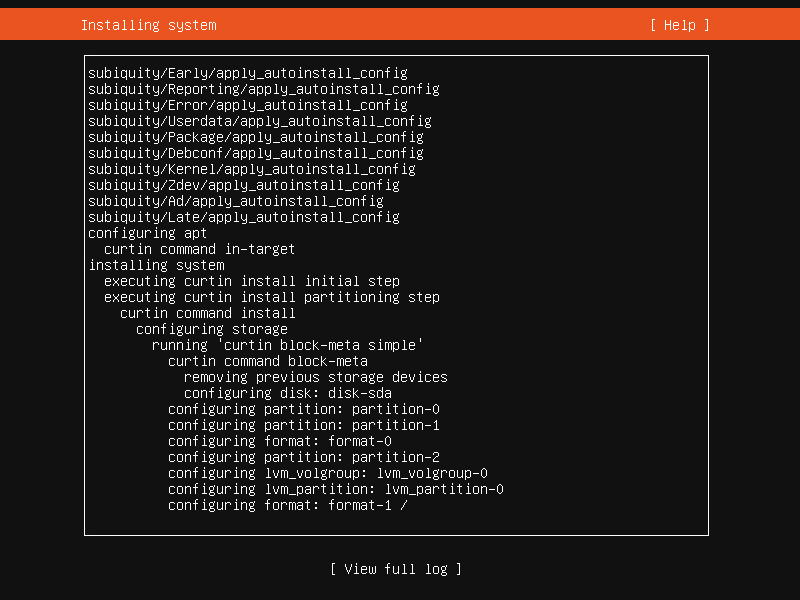 Installing system [ Help ]
subiquity/Early/apply_autoinstall_config
subiquity/Reporting/apply_autoinstall_config
subiquity/Error/apply_autoinstall_config
subiquity/Userdata/apply_autoinstall_config
subiquity/Package/apply_autoinstall_config
subiquity/Debconf/apply_autoinstall_config
subiquity/Kernel/apply_autoinstall_config
subiquity/Zdev/apply_autoinstall_config
subiquity/Ad/apply_autoinstall_config
subiquity/Late/apply_autoinstall_config
configuring apt
  curtin command in-target
installing system
  executing curtin install initial step
  executing curtin install partitioning step
    curtin command install
      configuring storage
        running 'curtin block-meta simple'
          curtin command block-meta
            removing previous storage devices
            configuring disk: disk-sda
          configuring partition: partition-0
          configuring partition: partition-1
          configuring format: format-0
          configuring partition: partition-2
          configuring lvm_volgroup: lvm_volgroup-0
          configuring lvm_partition: lvm_partition-0
          configuring format: format-1 /
[ View full log ]